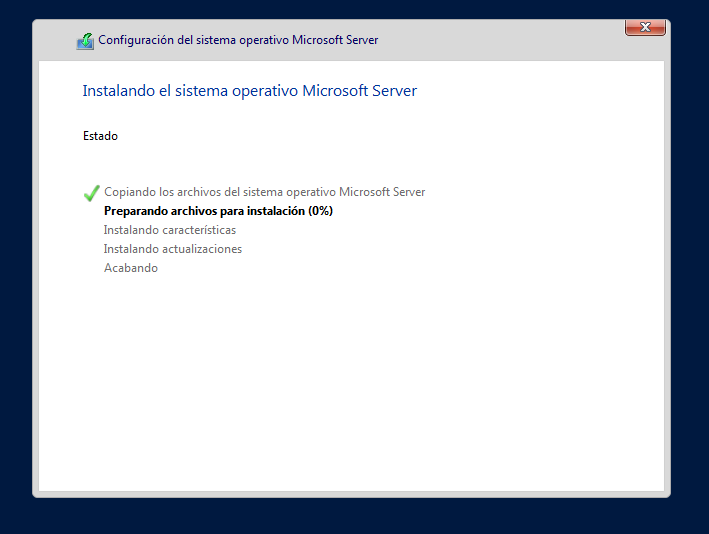 Configuración del sistema operativo Microsoft Server
Instalando el sistema operativo Microsoft Server
Estado
Copiando los archivos del sistema operativo Microsoft Server
Preparando archivos para instalación (0%)
Instalando características
Instalando actualizaciones
Acabando